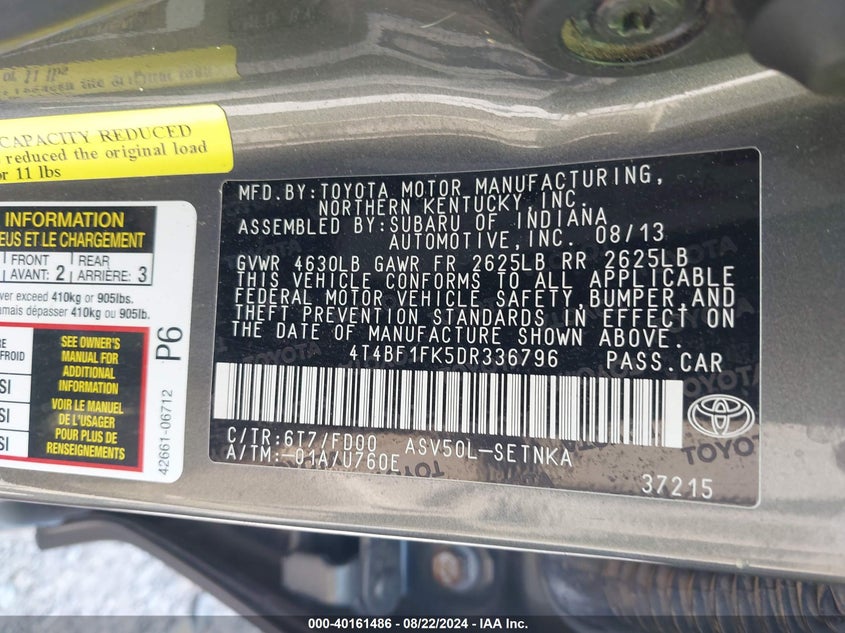 CAPACITY REDUCED
reduced the original load
or 11 lbs
INFORMATION
EUS ET LE CHARGEMENT
FRONT
AVANT: 2
REAR
ARRIÈRE: 3
ver exceed 410kg or 905lbs.
amais dépasser 410kg ou 905lb.
RE
FROID
SI
SI
SI
SEE OWNER'S
MANUAL FOR
ADDITIONAL
INFORMATION
VOIR LE MANUEL
DE L'USAGER
POUR PLUS DE
RENSEIGNEMENTS
P6
42661-06712
MFD.BY:TOYOTA MOTOR MANUFACTURING,
NORTHERN KENTUCKY, INC.
ASSEMBLED BY:SUBARU OF INDIANA
AUTOMOTIVE,INC. 08/13
GVWR 4630LB GAWR FR 2625LB RR 2625LB
THIS VEHICLE CONFORMS TO ALL APPLICABLE
FEDERAL MOTOR VEHICLE SAFETY,BUMPER,AND
THEFT PREVENTION STANDARDS IN EFFECT ON
THE DATE OF MANUFACTURE SHOWN ABOVE.
4T4BF1FK5DR336796 PASS.CAR
C/TR:6T7/FD00 ASV50L-SETNKA
A/TM:-01A/U760E
TOYOTA
37215
000-40161486 - 08/22/2024 - IAA Inc.